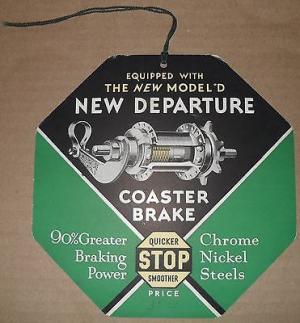 EQUIPPED WITH
THE NEW MODEL'D
NEW DEPARTURE
COASTER
BRAKE
90% Greater
Braking
Power
QUICKER
STOP
SMOOTHER
Chrome
Nickel
Steels
PRICE